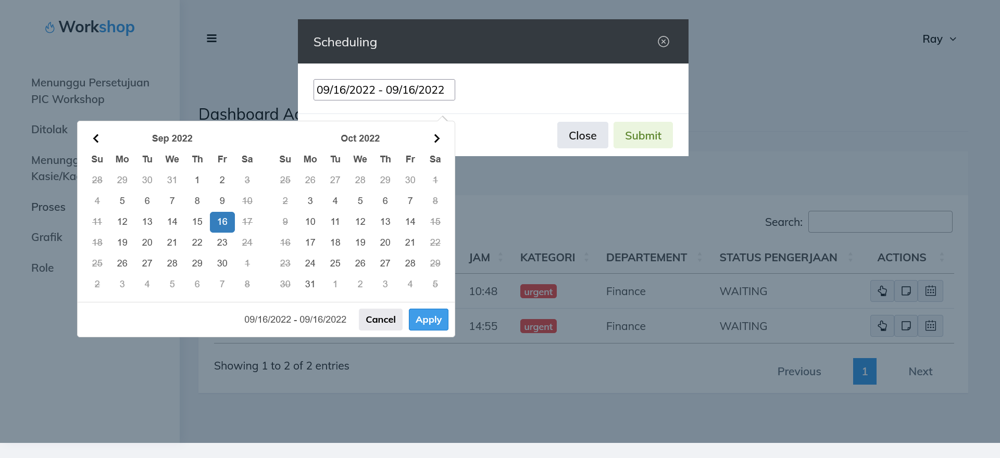 Workshop
Menunggu Persetujuan
PIC Workshop
Ditolak
Proses
Grafik
Role
Ray
Scheduling
09/16/2022 - 09/16/2022
Dashboard
Close
Submit
Sep 2022
Su Mo Tu We Th Fr Sa
28 29 30 31 1 2 3
4 5 6 7 8 9 10
11 12 13 14 15 16 17
18 19 20 21 22 23 24
25 26 27 28 29 30 1
2 3 4 5 6 7 8
Oct 2022
Su Mo Tu We Th Fr Sa
25 26 27 28 29 30 1
2 3 4 5 6 7 8
9 10 11 12 13 14 15
16 17 18 19 20 21 22
23 24 25 26 27 28 29
30 31 1 2 3 4 5
09/16/2022 - 09/16/2022
Cancel
Apply
Search:
JAM KATEGORI DEPARTEMENT STATUS PENGERJAAN ACTIONS
10:48 urgent Finance WAITING
14:55 urgent Finance WAITING
Showing 1 to 2 of 2 entries
Previous 1 Next